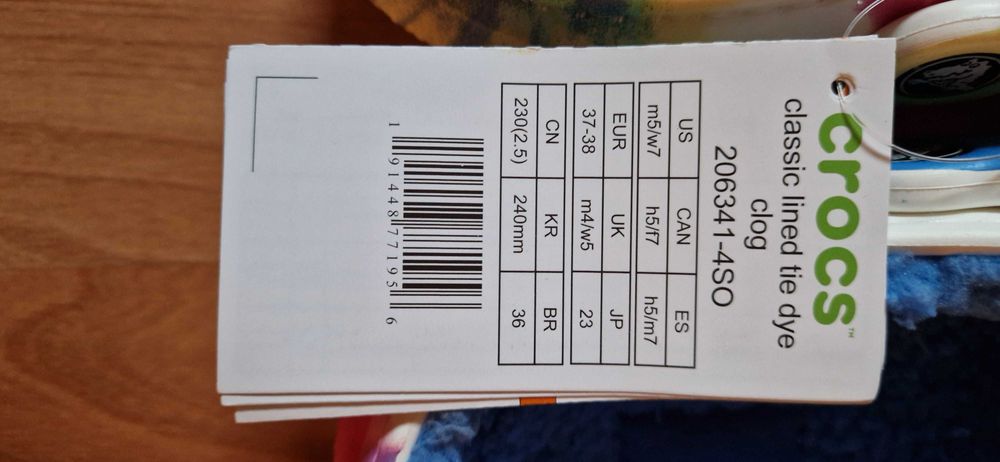 crocs™
classic lined tie dye
clog
206341-4SO
US CAN ES
m5/w7 h5/f7 h5/m7
EUR UK JP
37-38 m4/w5 23
CN KR BR
230(2.5) 240mm 36
1 91448 77195 6